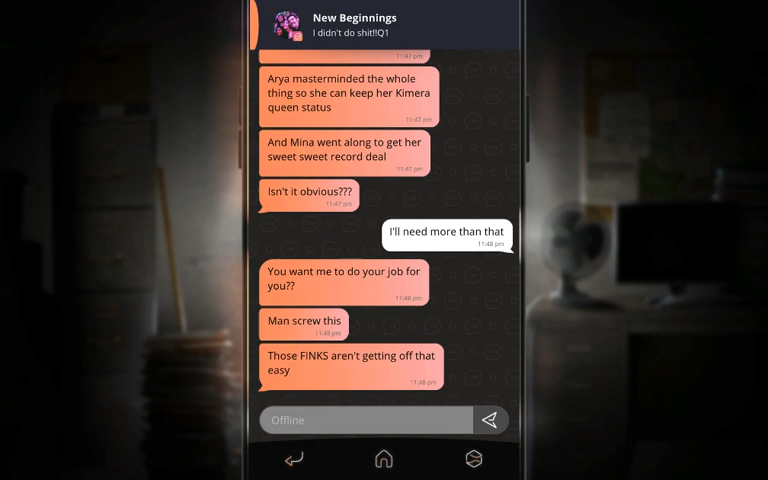 New Beginnings
I didn't do shit!!Q1
11:47 pm
Arya masterminded the whole
thing so she can keep her Kimera
queen status
11:47 pm
And Mina went along to get her
sweet sweet record deal
11:47 pm
Isn't it obvious???
11:47 pm
I'll need more than that
11:48 pm
You want me to do your job for
you??
11:48 pm
Man screw this
11:48 pm
Those FINKS aren't getting off that
easy
11:48 pm
Offline